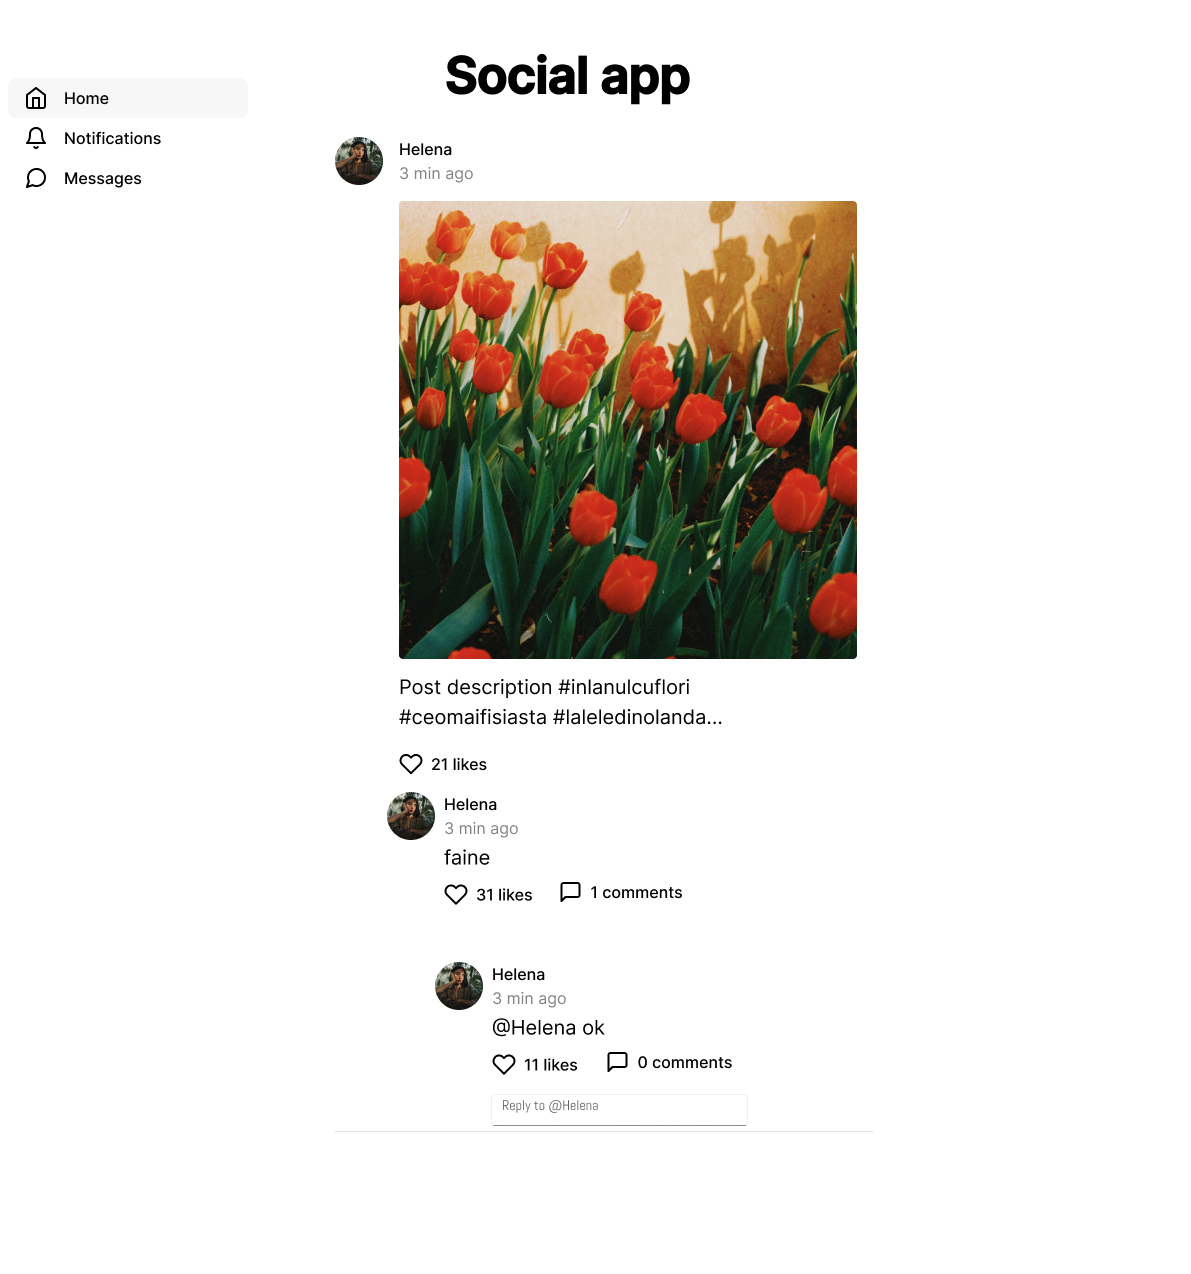 Social app
Home
Notifications
Messages
Helena
3 min ago
Post description #inlanulcuflori
#ceomaifisiasta #laleledinolanda...
21 likes
Helena
3 min ago
faine
31 likes
1 comments
Helena
3 min ago
@Helena ok
11 likes
0 comments
Reply to @Helena